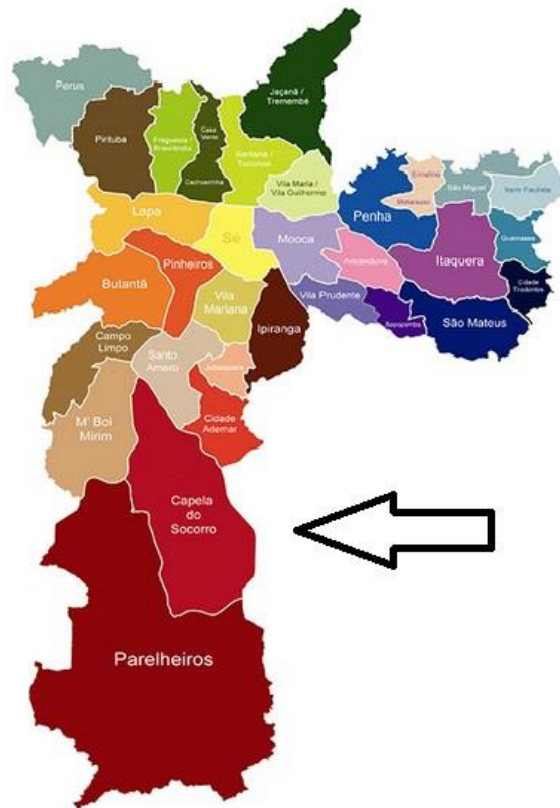 Perus
Jaçanã /
Tremembé
Pirituba
Freguesia /
Brasilândia
Casa
Verde
Cachoeirinha
Santana /
Tucuruvi
Vila Maria /
Vila Guilherme
Lapa
Sé
Mooca
Penha
Ermelino
Matarazzo
São Miguel
Itaim Paulista
Guaianases
Cidade
Tiradentes
Itaquera
Aricanduva
Butantã
Pinheiros
Vila
Mariana
Ipiranga
Vila Prudente
Sapopemba
São Mateus
Campo
Limpo
Santo
Amaro
Jabaquara
M' Boi
Mirim
Cidade
Ademar
Capela
do
Socorro
Parelheiros